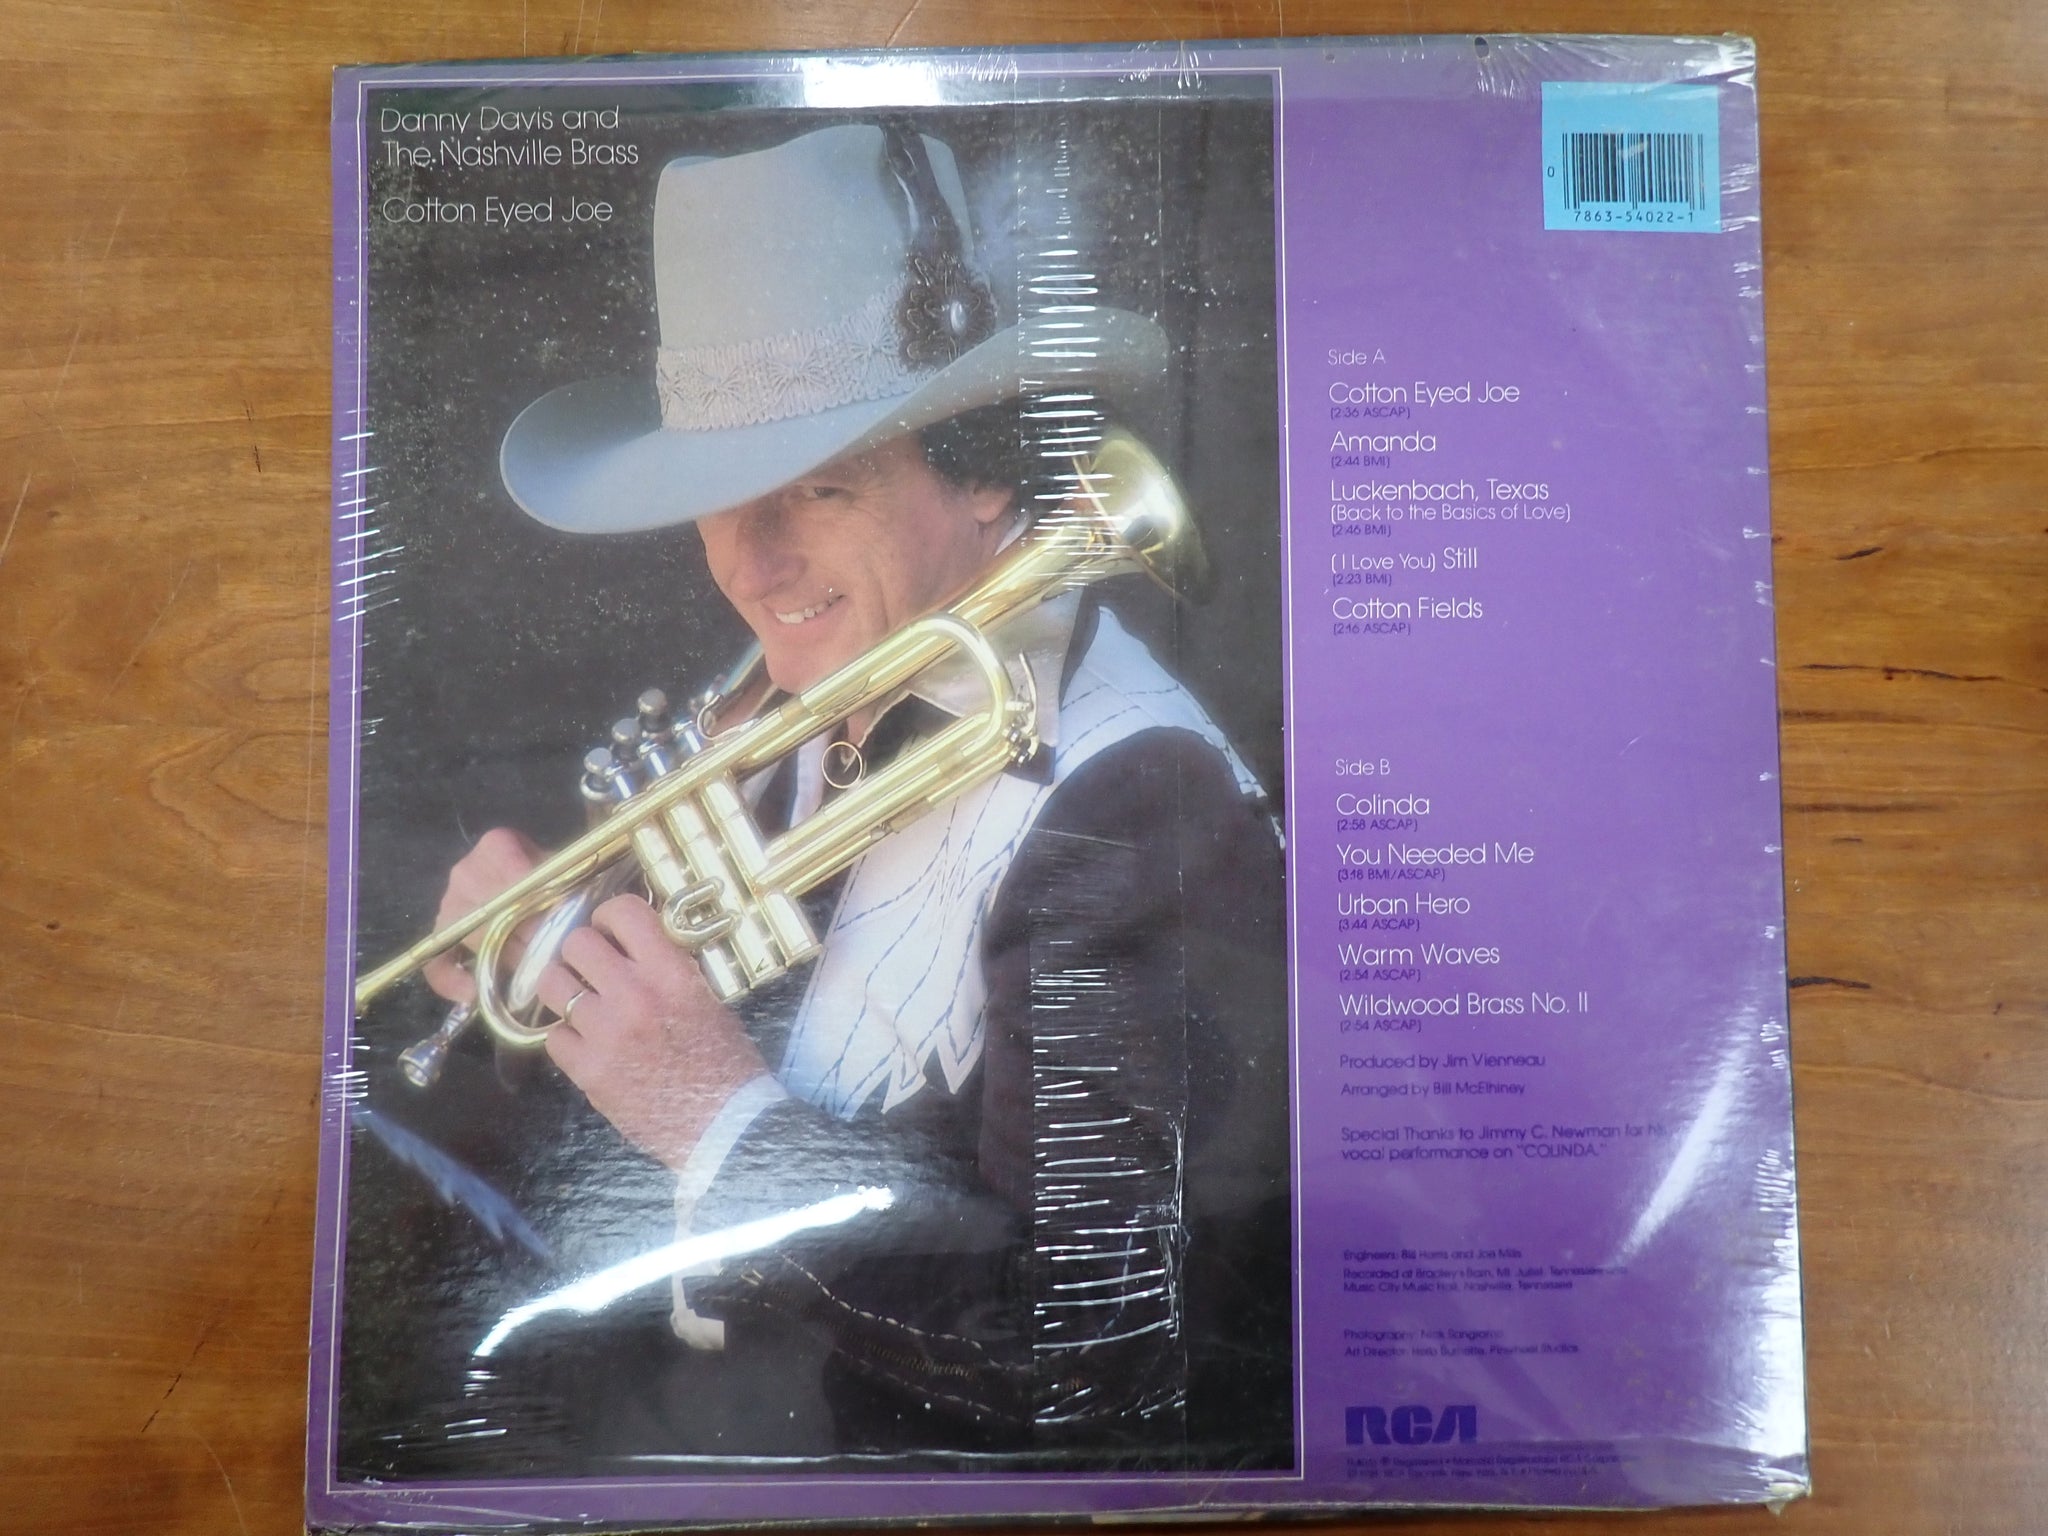 Danny Davis and
The Nashville Brass
Cotton Eyed Joe
0
7863-54022-1
Side A
Cotton Eyed Joe
(2:36 ASCAP)
Amanda
(2:44 BMI)
Luckenbach, Texas
(Back to the Basics of Love)
(2:46 BMI)
(I Love You) Still
(2:23 BMI)
Cotton Fields
(2:16 ASCAP)
Side B
Colinda
(2:58 ASCAP)
You Needed Me
(3:18 BMI/ASCAP)
Urban Hero
(3:44 ASCAP)
Warm Waves
(2:54 ASCAP)
Wildwood Brass No. II
(2:54 ASCAP)
Produced by Jim Vienneau
Arranged by Bill McElhiney
Special Thanks to Jimmy C. Newman for his
vocal performance on "COLINDA."
Engineers: Bill Harris and Joe Mills
Recorded at Bradley's Barn, Mt. Juliet, Tennessee and
Music City Music Hall, Nashville, Tennessee
Photography: Nick
Art Director: Herb Burnette, Pinwheel Studios
RCA